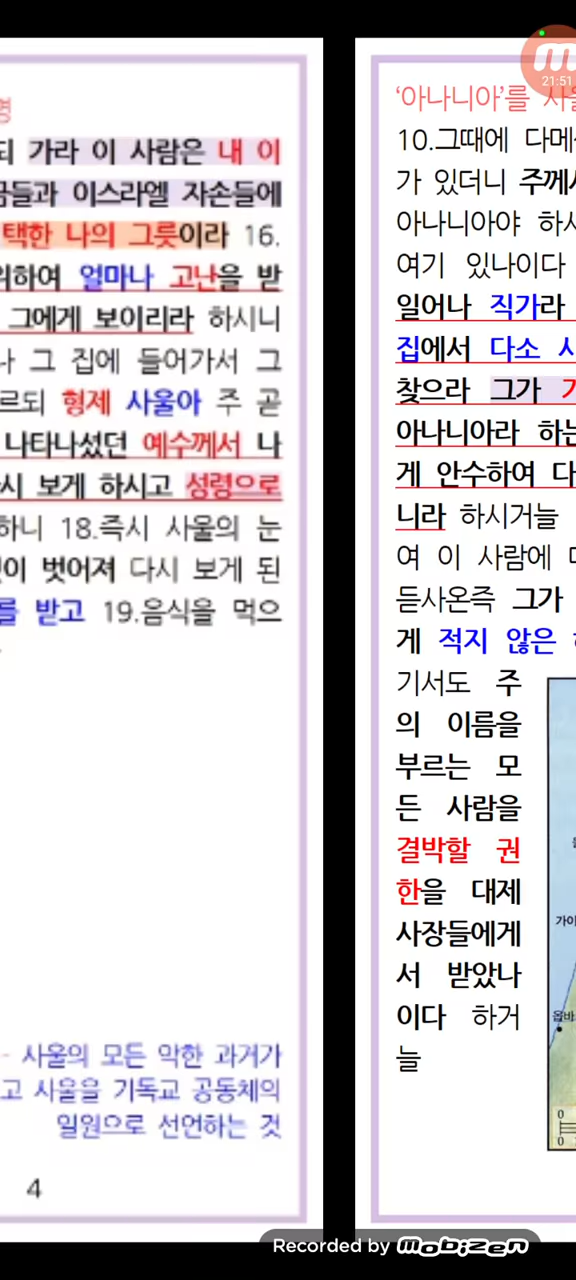 명
되 가라 이 사람은 내 이
금들과 이스라엘 자손들에
택한 나의 그릇이라 16.
위하여 얼마나 고난을 받
그에게 보이리라 하시니
나 그 집에 들어가서 그
르되 형제 사울아 주 곧
나타나셨던 예수께서 나
시 보게 하시고 성령으로
하니 18.즉시 사울의 눈
것이 벗어져 다시 보게 된
를 받고 19.음식을 먹으
- 사울의 모든 악한 과거가
고 사울을 기독교 공동체의
일원으로 선언하는 것
4
'아나니아'를 사울
10.그때에 다메
가 있더니 주께서
아나니아야 하시
여기 있나이다
일어나 직가라
집에서 다소 사
찾으라 그가 기
아나니아라 하는
게 안수하여 다
니라 하시거늘
여 이 사람에 대
듣사온즉 그가
게 적지 않은 해
기서도 주
의 이름을
부르는 모
든 사람을
결박할 권
한을 대제
사장들에게
서 받았나
이다 하거
늘
가이
욥바
0
0
21:51
Recorded by mobizen